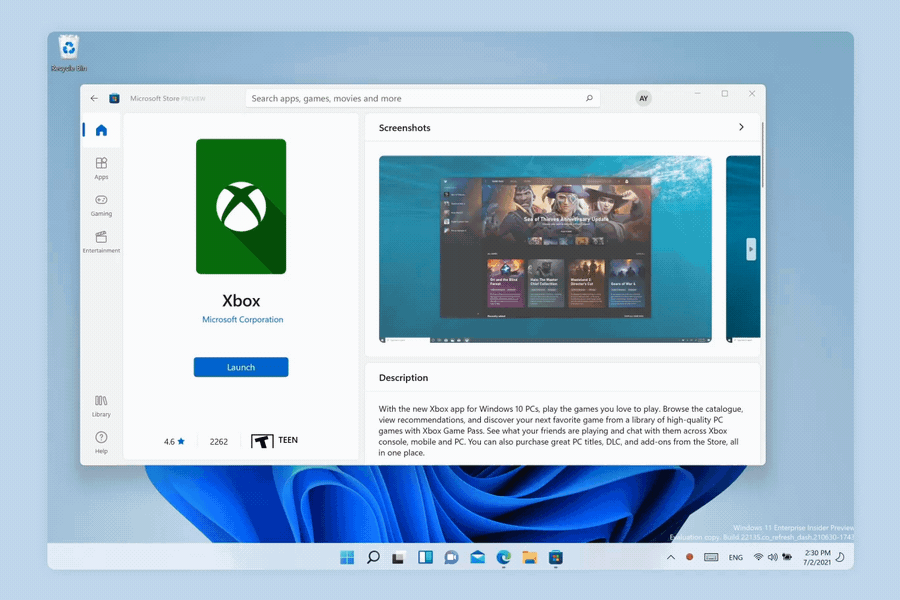 Recycle Bin
Microsoft Store PREVIEW
Search apps, games, movies and more
AY
Apps
Gaming
Entertainment
Library
Help
Xbox
Microsoft Corporation
Launch
4.6
2262
T
TEEN
Screenshots
Sea of Thieves Anniversary Update
Description
With the new Xbox app for Windows 10 PCs, play the games you love to play. Browse the catalogue,
view recommendations, and discover your next favorite game from a library of high-quality PC
games with Xbox Game Pass. See what your friends are playing and chat with them across Xbox
console, mobile and PC. You can also purchase great PC titles, DLC, and add-ons from the Store, all
in one place.
Windows 11 Enterprise Insider Preview
Evaluation copy. Build 22135.co_refresh_dash.210630-174
ENG
2:30 PM
7/2/2021